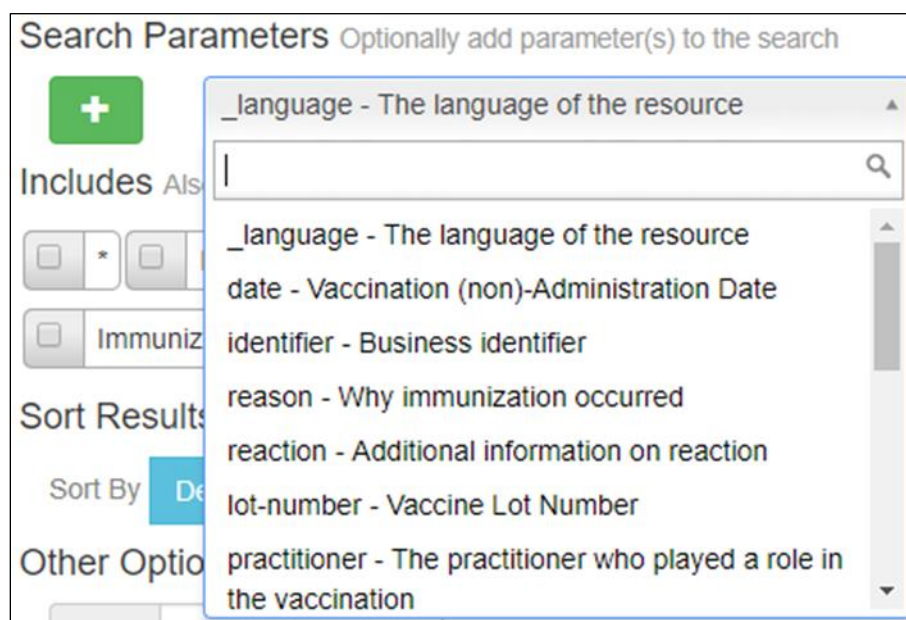 Search Parameters Optionally add parameter(s) to the search
+
_language - The language of the resource
Includes
*
_language - The language of the resource
date - Vaccination (non)-Administration Date
identifier - Business identifier
reason - Why immunization occurred
reaction - Additional information on reaction
lot-number - Vaccine Lot Number
practitioner - The practitioner who played a role in
the vaccination
Sort Results
Sort By